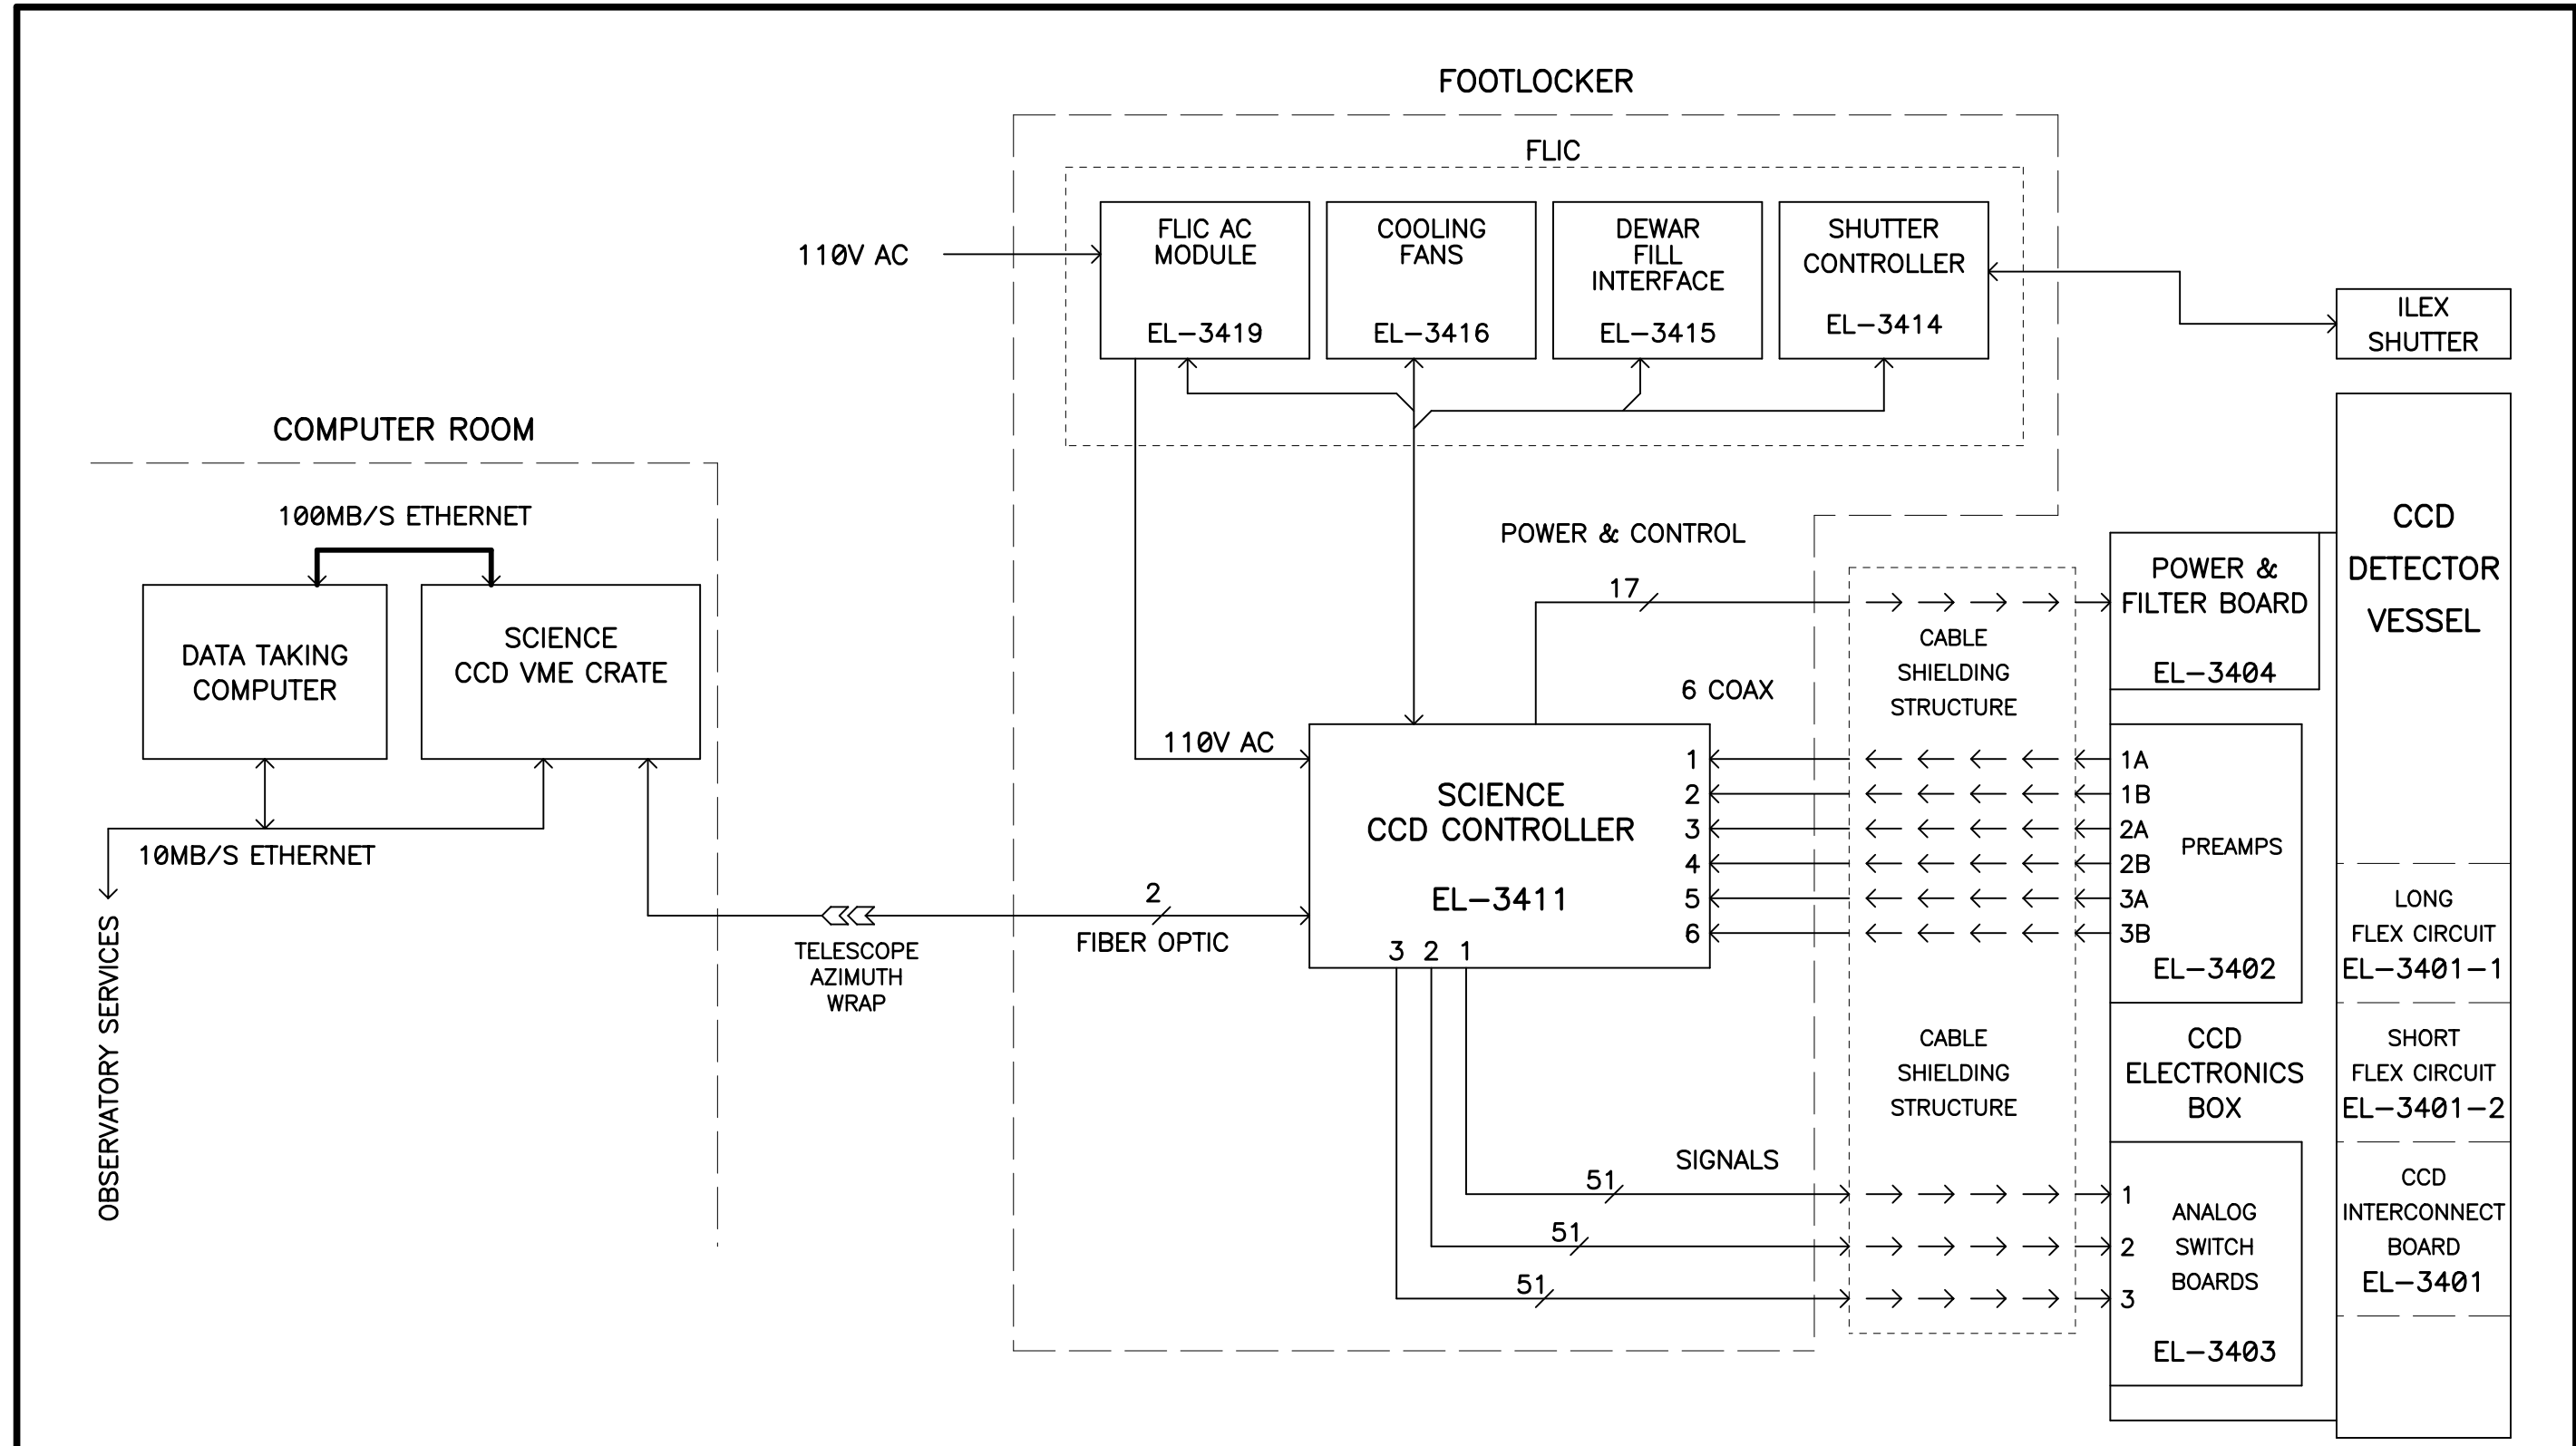 FOOTLOCKER
FLIC
110V AC
FLIC AC
MODULE
EL-3419
COOLING
FANS
EL-3416
DEWAR
FILL
INTERFACE
EL-3415
SHUTTER
CONTROLLER
EL-3414
ILEX
SHUTTER
COMPUTER ROOM
100MB/S ETHERNET
DATA TAKING
COMPUTER
SCIENCE
CCD VME CRATE
10MB/S ETHERNET
OBSERVATORY SERVICES
TELESCOPE
AZIMUTH
WRAP
2
FIBER OPTIC
110V AC
POWER & CONTROL
17
6 COAX
SCIENCE
CCD CONTROLLER
EL-3411
1
2
3
4
5
6
3 2 1
SIGNALS
51
51
51
CABLE
SHIELDING
STRUCTURE
CABLE
SHIELDING
STRUCTURE
POWER &
FILTER BOARD
EL-3404
1A
1B
2A
2B
3A
3B
PREAMPS
EL-3402
CCD
ELECTRONICS
BOX
1
2
3
ANALOG
SWITCH
BOARDS
EL-3403
CCD
DETECTOR
VESSEL
LONG
FLEX CIRCUIT
EL-3401-1
SHORT
FLEX CIRCUIT
EL-3401-2
CCD
INTERCONNECT
BOARD
EL-3401